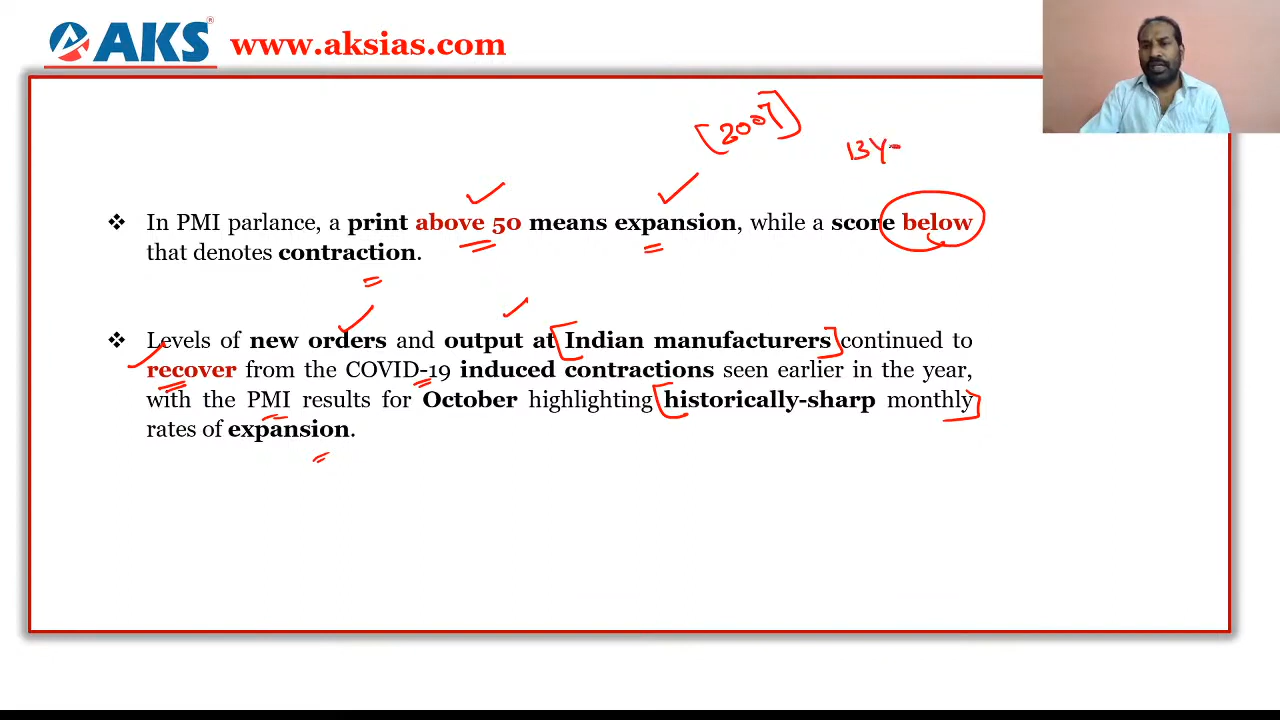 AKS®
www.aksias.com
[2007]
13Y
❖ In PMI parlance, a print above 50 means expansion, while a score below
that denotes contraction.
❖ Levels of new orders and output at [Indian manufacturers] continued to
recover from the COVID-19 induced contractions seen earlier in the year,
with the PMI results for October highlighting [historically-sharp monthly]
rates of expansion.